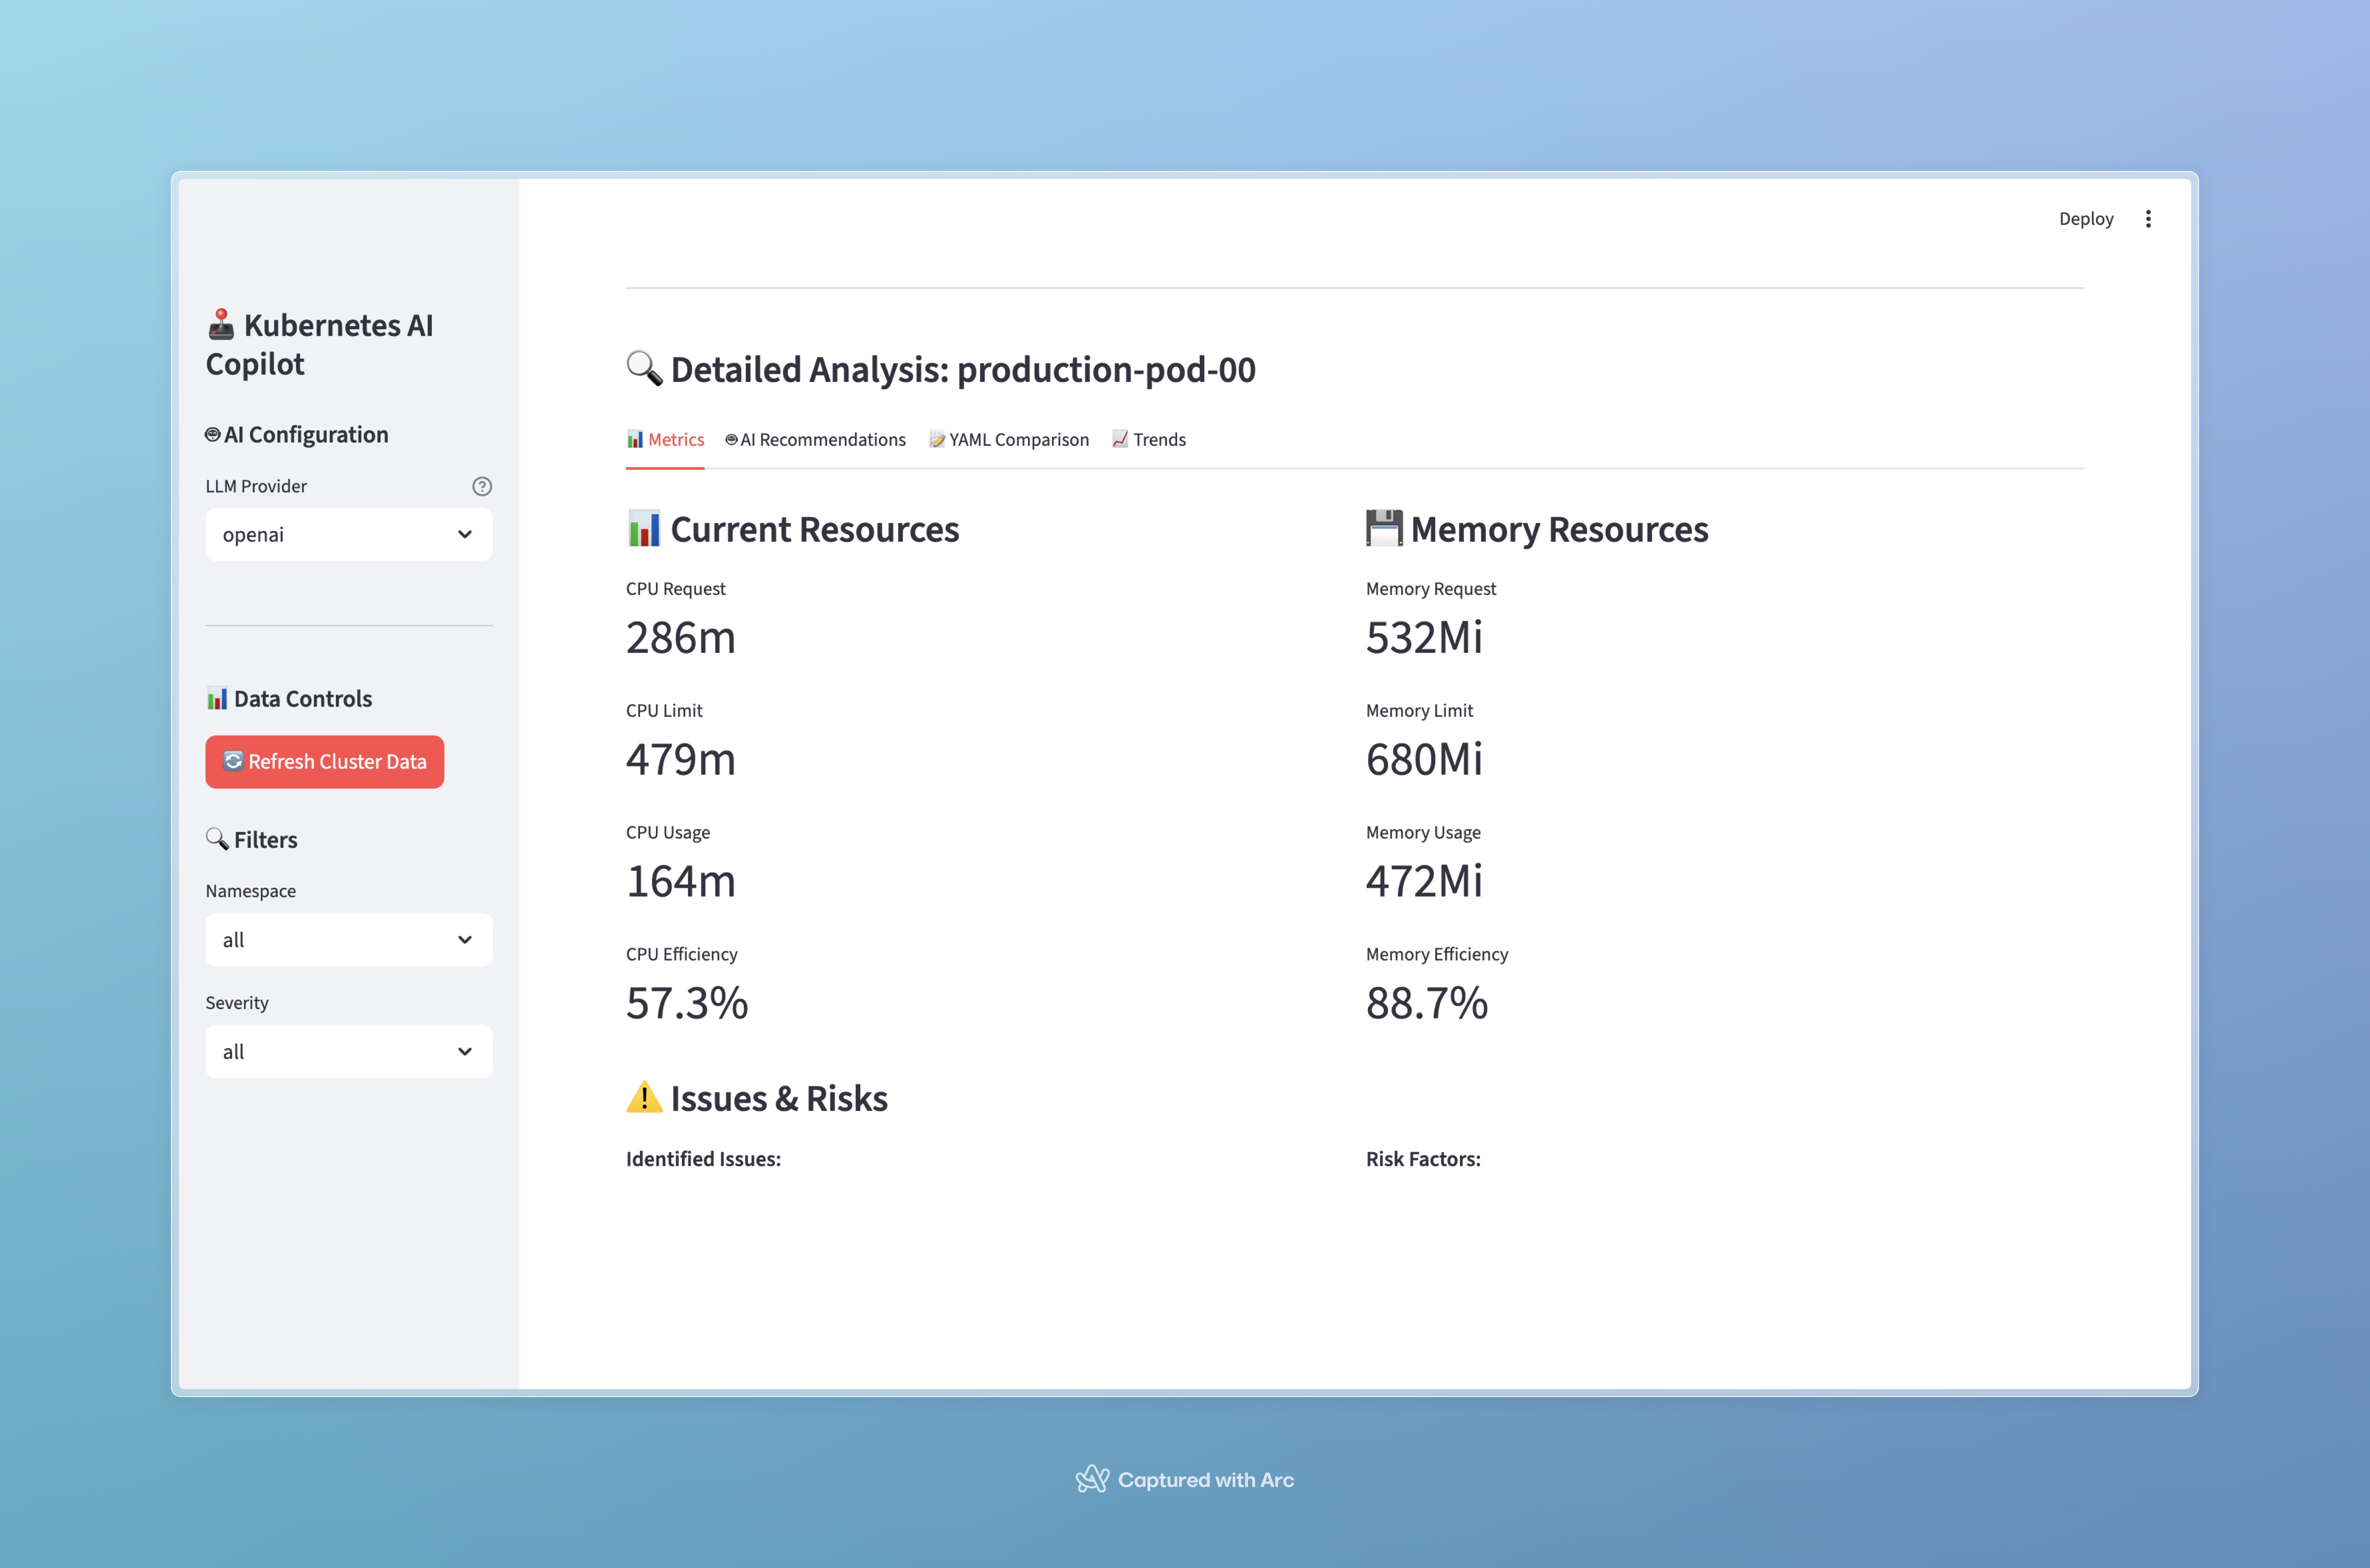 Deploy
🕹️ Kubernetes AI
Copilot
🤖 AI Configuration
LLM Provider
openai
📊 Data Controls
🔄 Refresh Cluster Data
🔍 Filters
Namespace
all
Severity
all
🔍 Detailed Analysis: production-pod-00
📊 Metrics 🤖 AI Recommendations 📝 YAML Comparison 📈 Trends
📊 Current Resources
CPU Request
286m
CPU Limit
479m
CPU Usage
164m
CPU Efficiency
57.3%
💾 Memory Resources
Memory Request
532Mi
Memory Limit
680Mi
Memory Usage
472Mi
Memory Efficiency
88.7%
⚠️ Issues & Risks
Identified Issues:
Risk Factors:
Captured with Arc